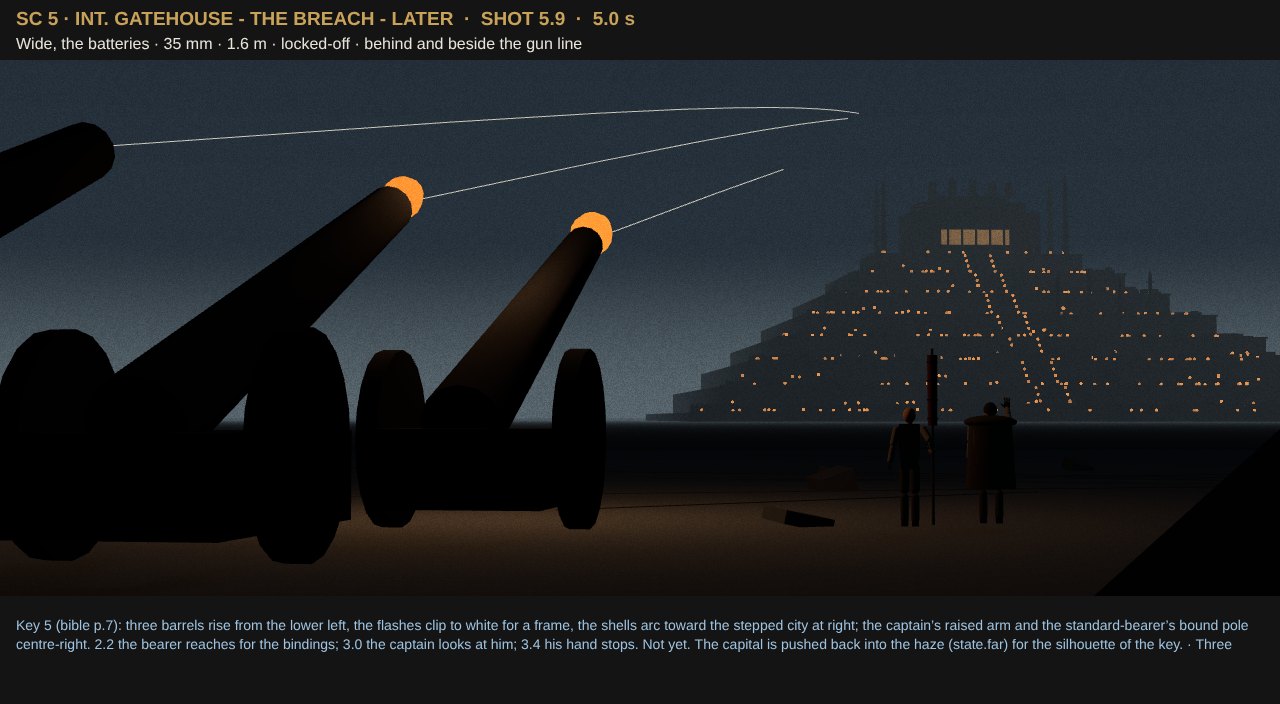 SC 5 · INT. GATEHOUSE - THE BREACH - LATER · SHOT 5.9 · 5.0 s
Wide, the batteries · 35 mm · 1.6 m · locked-off · behind and beside the gun line
Key 5 (bible p.7): three barrels rise from the lower left, the flashes clip to white for a frame, the shells arc toward the stepped city at right; the captain’s raised arm and the standard-bearer’s bound pole
centre-right. 2.2 the bearer reaches for the bindings; 3.0 the captain looks at him; 3.4 his hand stops. Not yet. The capital is pushed back into the haze (state.far) for the silhouette of the key. · Three